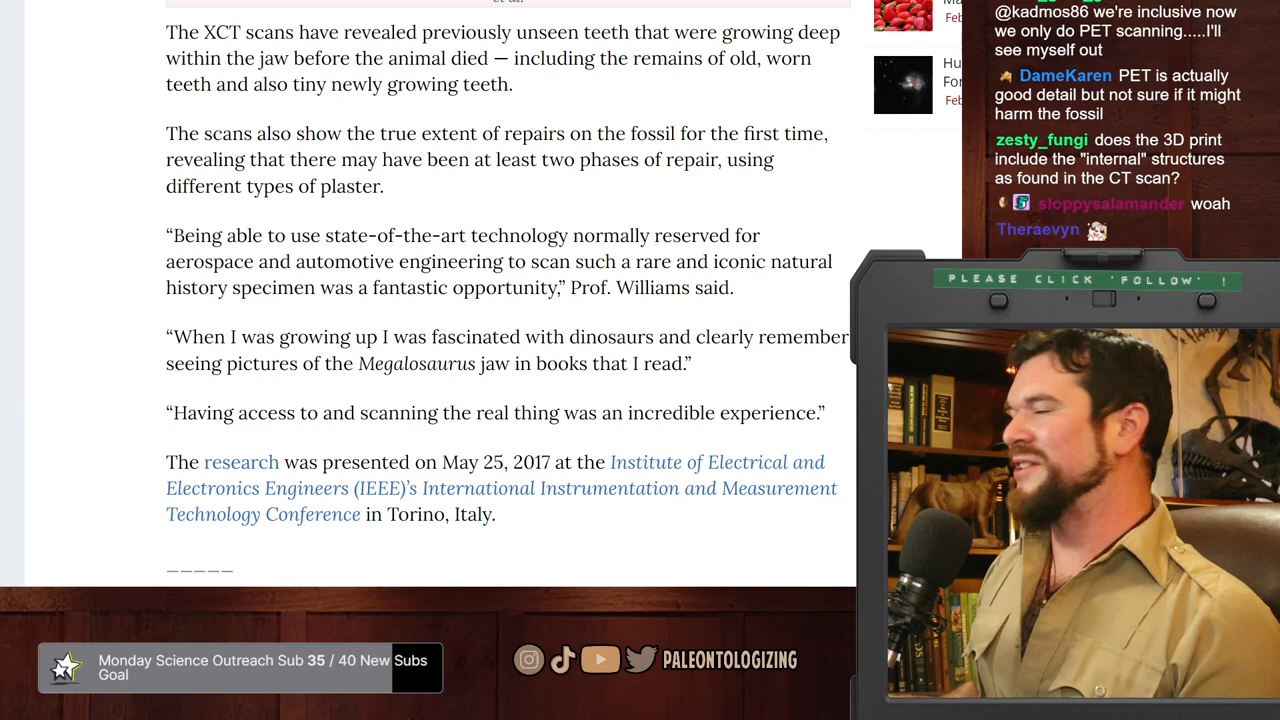 The XCT scans have revealed previously unseen teeth that were growing deep
within the jaw before the animal died — including the remains of old, worn
teeth and also tiny newly growing teeth.
The scans also show the true extent of repairs on the fossil for the first time,
revealing that there may have been at least two phases of repair, using
different types of plaster.
“Being able to use state-of-the-art technology normally reserved for
aerospace and automotive engineering to scan such a rare and iconic natural
history specimen was a fantastic opportunity,” Prof. Williams said.
“When I was growing up I was fascinated with dinosaurs and clearly remember
seeing pictures of the Megalosaurus jaw in books that I read.”
“Having access to and scanning the real thing was an incredible experience.”
The research was presented on May 25, 2017 at the Institute of Electrical and
Electronics Engineers (IEEE)’s International Instrumentation and Measurement
Technology Conference in Torino, Italy.
_____
Feb
Hu
For
Feb
@kadmos86 we're inclusive now
we only do PET scanning.....I'll
see myself out
DameKaren PET is actually
good detail but not sure if it might
harm the fossil
zesty_fungi does the 3D print
include the "internal" structures
as found in the CT scan?
sloppysalamander woah
Theraevyn
PLEASE CLICK 'FOLLOW' !
Monday Science Outreach Sub 35 / 40 New Subs
Goal
PALEONTOLOGIZING